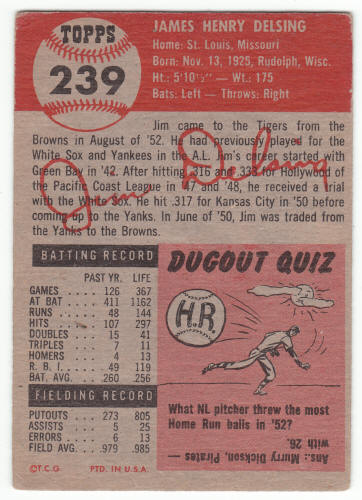 TOPPS
239
JAMES HENRY DELSING
Home: St. Louis, Missouri
Born: Nov. 13, 1925, Rudolph, Wisc.
Ht: 5'10½" — Wt: 175
Bats: Left — Throws: Right
Jim came to the Tigers from the
Browns in August of '52. He had previously played for the
White Sox and Yankees in the A.L. Jim's career started with
Green Bay in '42. After hitting .316 and .333 for Hollywood of
the Pacific Coast League in '47 and '48, he received a trial
with the White Sox. He hit .317 for Kansas City in '50 before
coming up to the Yanks. In June of '50, Jim was traded from
the Yanks to the Browns.
Jim Delsing
BATTING RECORD
PAST YR. LIFE
GAMES . . . . 126 367
AT BAT . . . . 411 1162
RUNS . . . . 48 144
HITS . . . . 107 297
DOUBLES . . . 15 41
TRIPLES . . . 7 11
HOMERS . . . 4 13
R. B. I. . . . . 49 119
BAT. AVG. . . .260 .256
FIELDING RECORD
PUTOUTS . . . 273 805
ASSISTS . . . 5 25
ERRORS . . . 6 13
FIELD AVG. . . .979 .985
©T.C.G PTD. IN U.S.A.
DUGOUT QUIZ
H.R.
What NL pitcher threw the most
Home Run balls in '52?
Ans.: Murry Dickson, Pirates —
with 26.